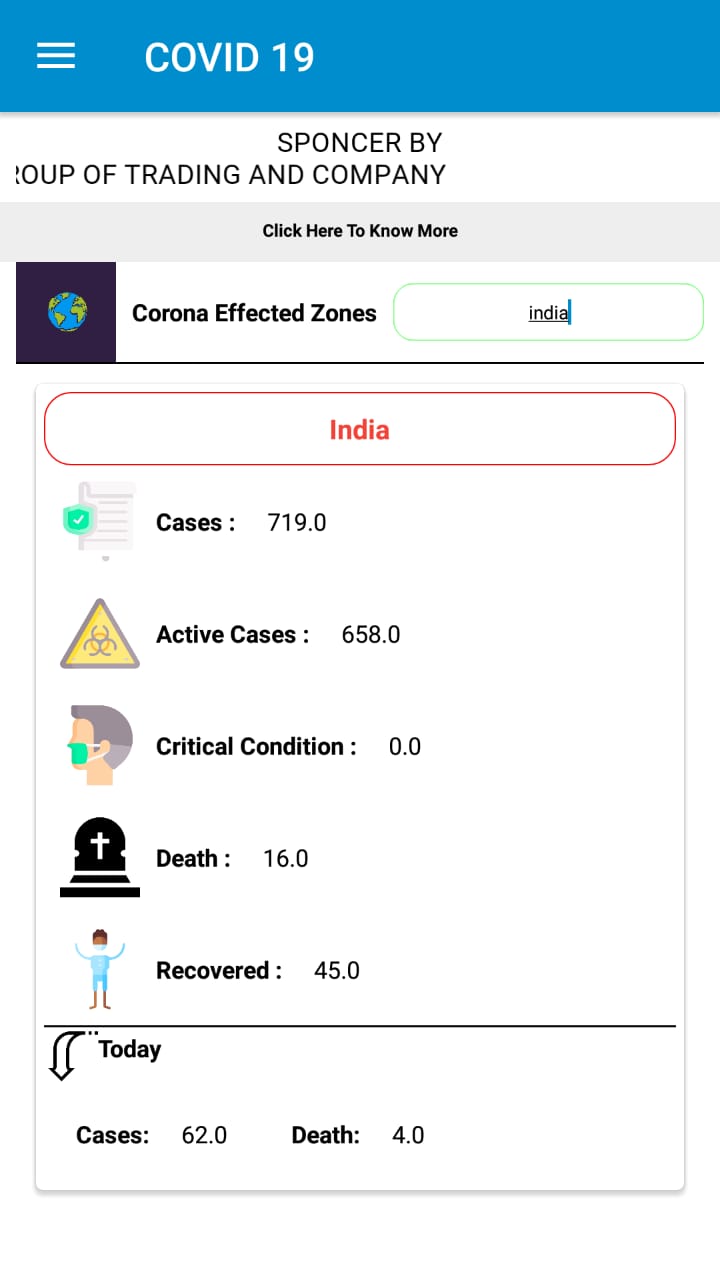 COVID 19
SPONCER BY
OUP OF TRADING AND COMPANY
Click Here To Know More
Corona Effected Zones india
India
Cases : 719.0
Active Cases : 658.0
Critical Condition : 0.0
Death : 16.0
Recovered : 45.0
Today
Cases: 62.0 Death: 4.0